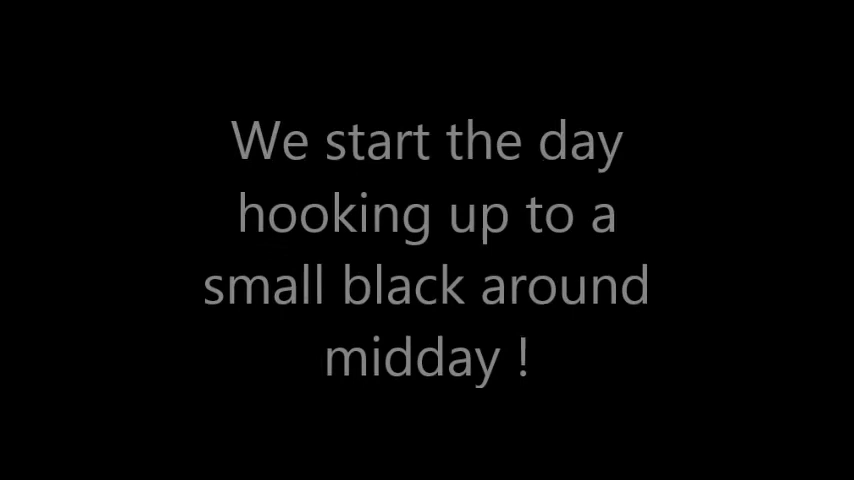 We start the day
hooking up to a
small black around
midday !